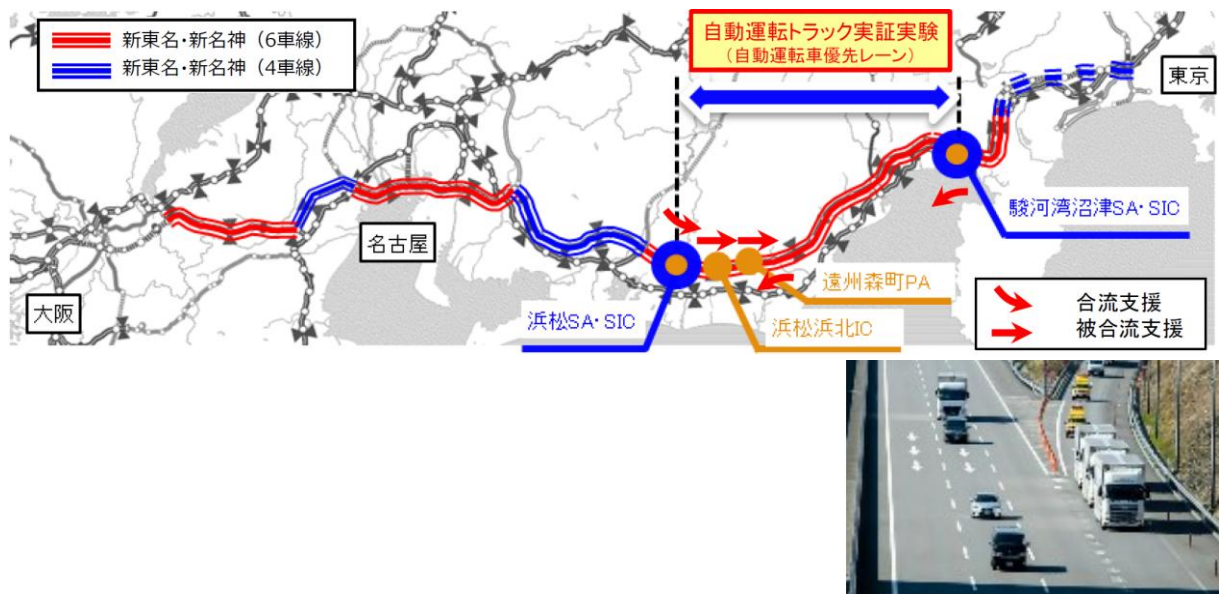 新東名・新名神（6車線）
新東名・新名神（4車線）
自動運転トラック実証実験
（自動運転車優先レーン）
東京
駿河湾沼津SA・SIC
名古屋
遠州森町PA
大阪
浜松SA・SIC
浜松浜北IC
合流支援
被合流支援